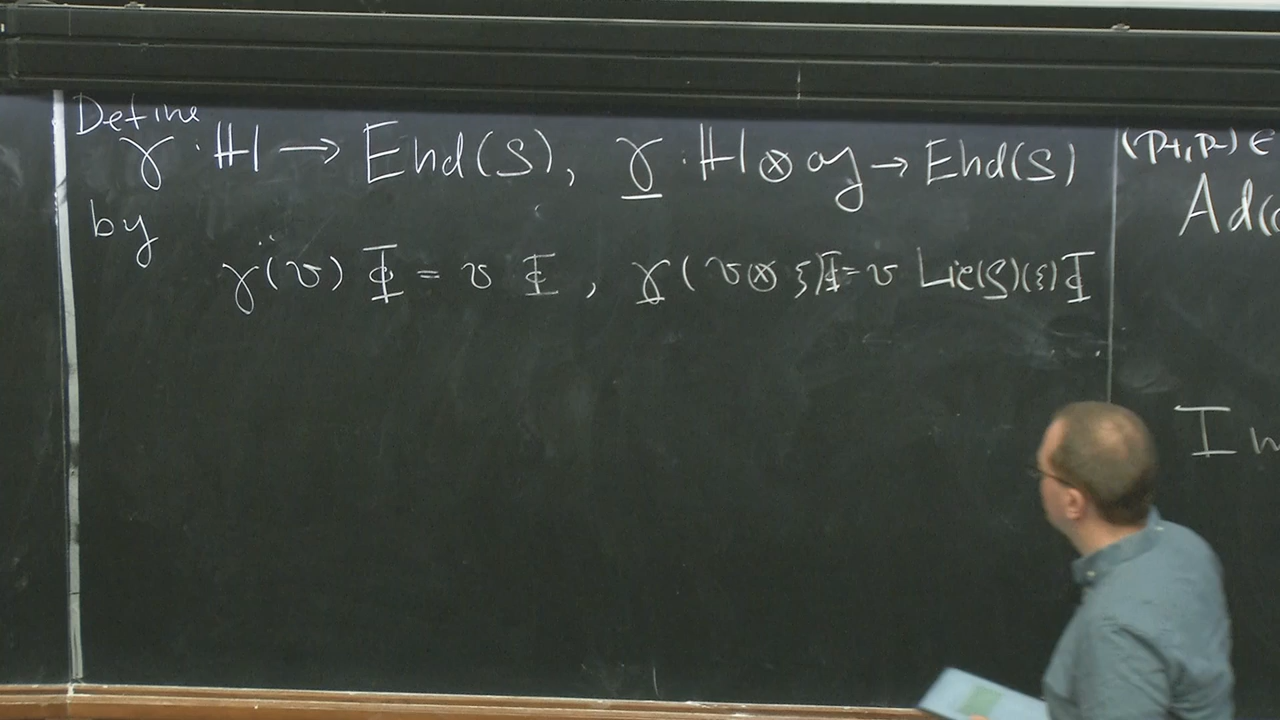 Define
γ : ℍ → End(S), γ̲ : ℍ ⊗ 𝔤 → End(S)
by
γ(v) Φ = v Φ, γ̲(v ⊗ ξ)Φ = v Lie(ρ)(ξ)Φ
(p₊, p₋) ∈
Ad(